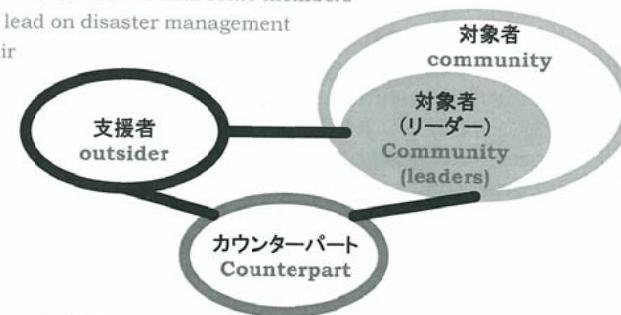 lead on disaster management
ir
対象者
community
対象者
(リーダー)
Community
(leaders)
支援者
outsider
カウンターパート
Counterpart